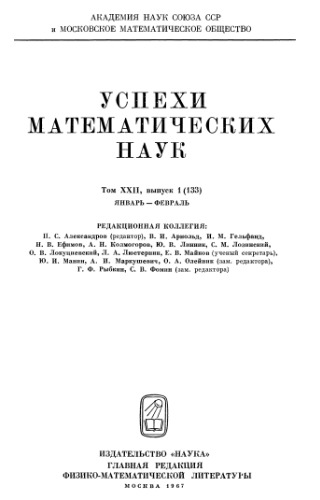 АКАДЕМИЯ НАУК СОЮЗА ССР
и МОСКОВСКОЕ МАТЕМАТИЧЕСКОЕ ОБЩЕСТВО
УСПЕХИ
МАТЕМАТИЧЕСКИХ
НАУК
Том XXII, выпуск 1 (133)
ЯНВАРЬ — ФЕВРАЛЬ
РЕДАКЦИОННАЯ КОЛЛЕГИЯ:
П. С. Александров (редактор), В. И. Арнольд, И. М. Гельфанд,
Н. В. Ефимов, А. Н. Колмогоров, Ю. В. Линник, С. М. Лозинский,
О. В. Локуциевский, Л. А. Люстерник, Е. В. Майков (ученый секретарь),
Ю. И. Манин, А. И. Маркушевич, О. А. Олейник (зам. редактора),
Г. Ф. Рыбкин, С. В. Фомин (зам. редактора)
ИЗДАТЕЛЬСТВО «НАУКА»
ГЛАВНАЯ РЕДАКЦИЯ
ФИЗИКО-МАТЕМАТИЧЕСКОЙ ЛИТЕРАТУРЫ
МОСКВА 1967